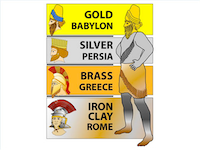 GOLD
BABYLON
SILVER
PERSIA
BRASS
GREECE
IRON
CLAY
ROME